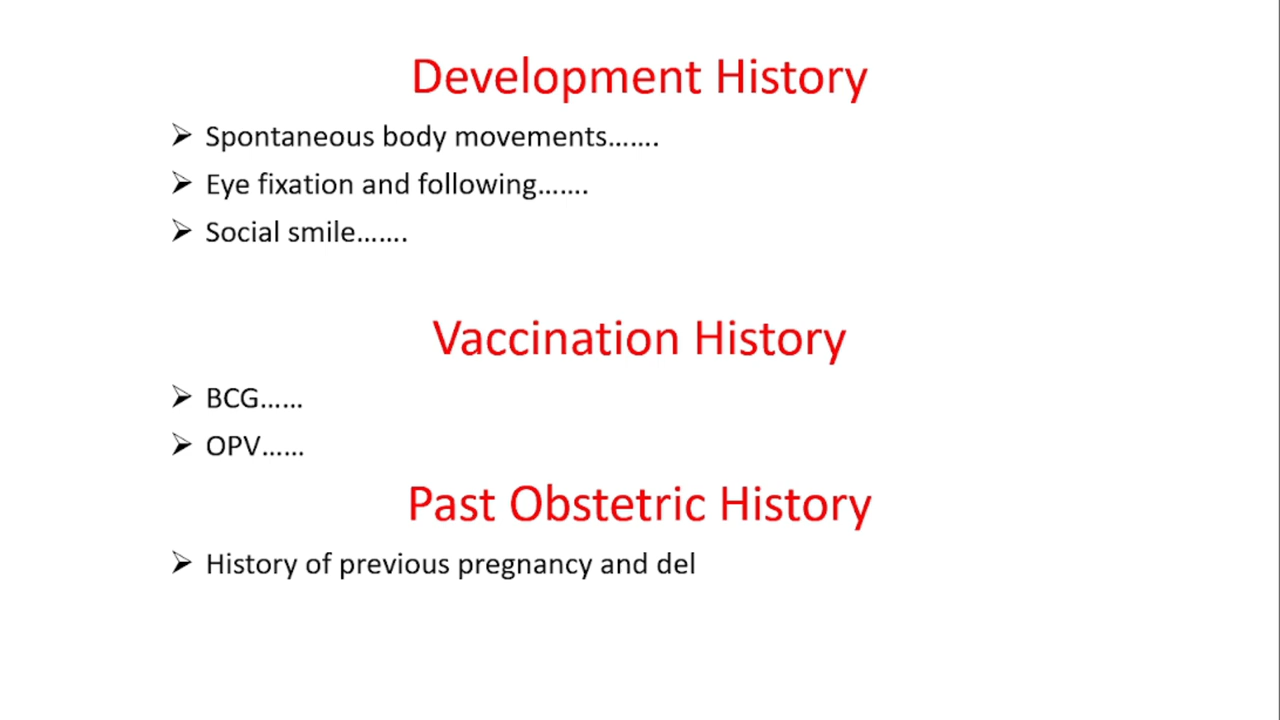 Development History
➢ Spontaneous body movements…….
➢ Eye fixation and following…….
➢ Social smile…….
Vaccination History
➢ BCG……
➢ OPV……
Past Obstetric History
➢ History of previous pregnancy and del